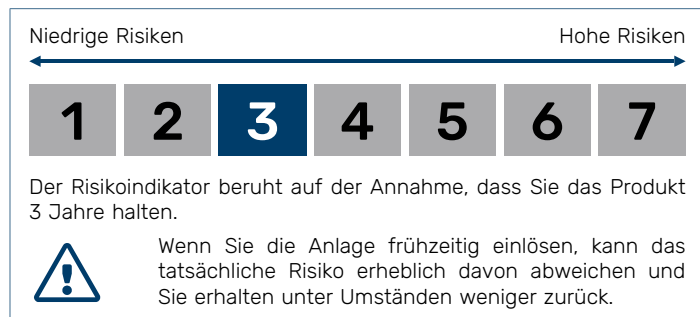 Niedrige Risiken Hohe Risiken
1 2 3 4 5 6 7
Der Risikoindikator beruht auf der Annahme, dass Sie das Produkt
3 Jahre halten.
Wenn Sie die Anlage frühzeitig einlösen, kann das
tatsächliche Risiko erheblich davon abweichen und
Sie erhalten unter Umständen weniger zurück.